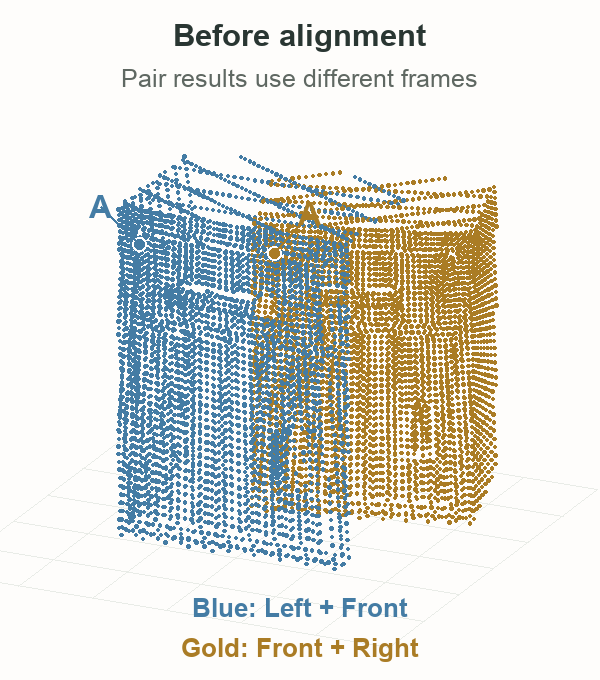 Before alignment
Pair results use different frames
A
A
Blue: Left + Front
Gold: Front + Right